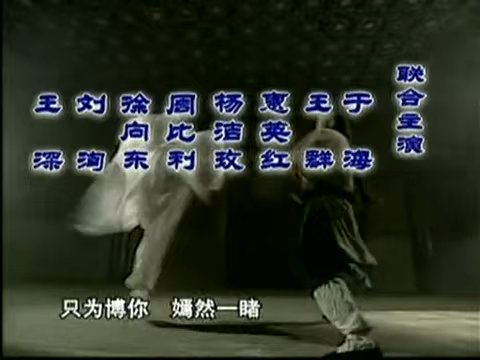 联合主演
于海
王群
惠英红
杨洁玫
周比利
徐向东
刘洵
王深
只为博你 嫣然一睹